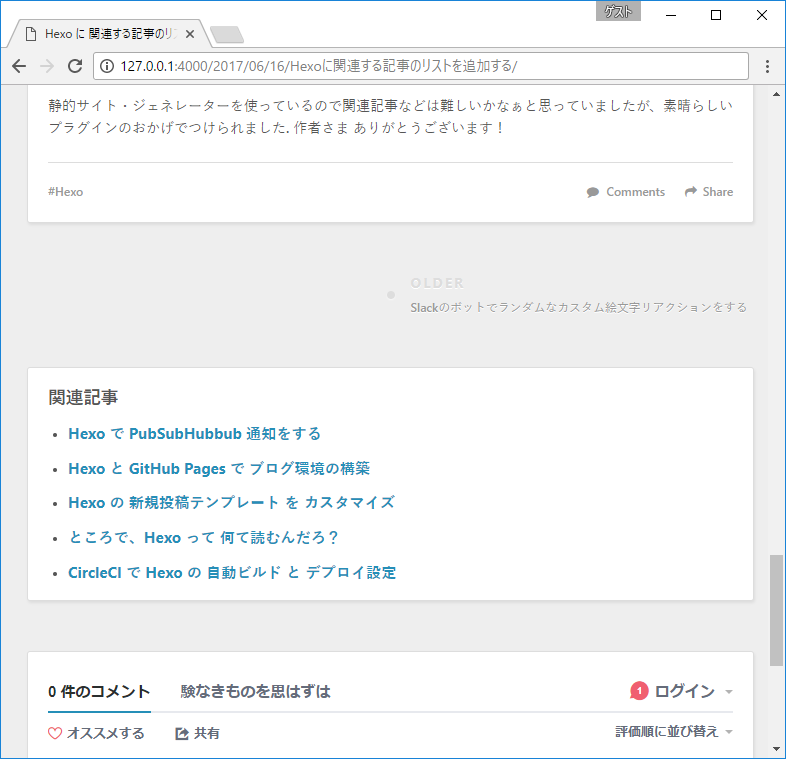 ゲスト
Hexo に 関連する記事のリ
127.0.0.1:4000/2017/06/16/Hexoに関連する記事のリストを追加する/
静的サイト・ジェネレーターを使っているので関連記事などは難しいかなぁと思っていましたが、素晴らしい
プラグインのおかげでつけられました. 作者さま ありがとうございます！
#Hexo
Comments
Share
OLDER
Slackのボットでランダムなカスタム絵文字リアクションをする
関連記事
Hexo で PubSubHubbub 通知をする
Hexo と GitHub Pages で ブログ環境の構築
Hexo の 新規投稿テンプレート を カスタマイズ
ところで、Hexo って 何て読むんだろ？
CircleCI で Hexo の 自動ビルド と デプロイ設定
0 件のコメント
験なきものを思はずは
1 ログイン
オススメする
共有
評価順に並び替え